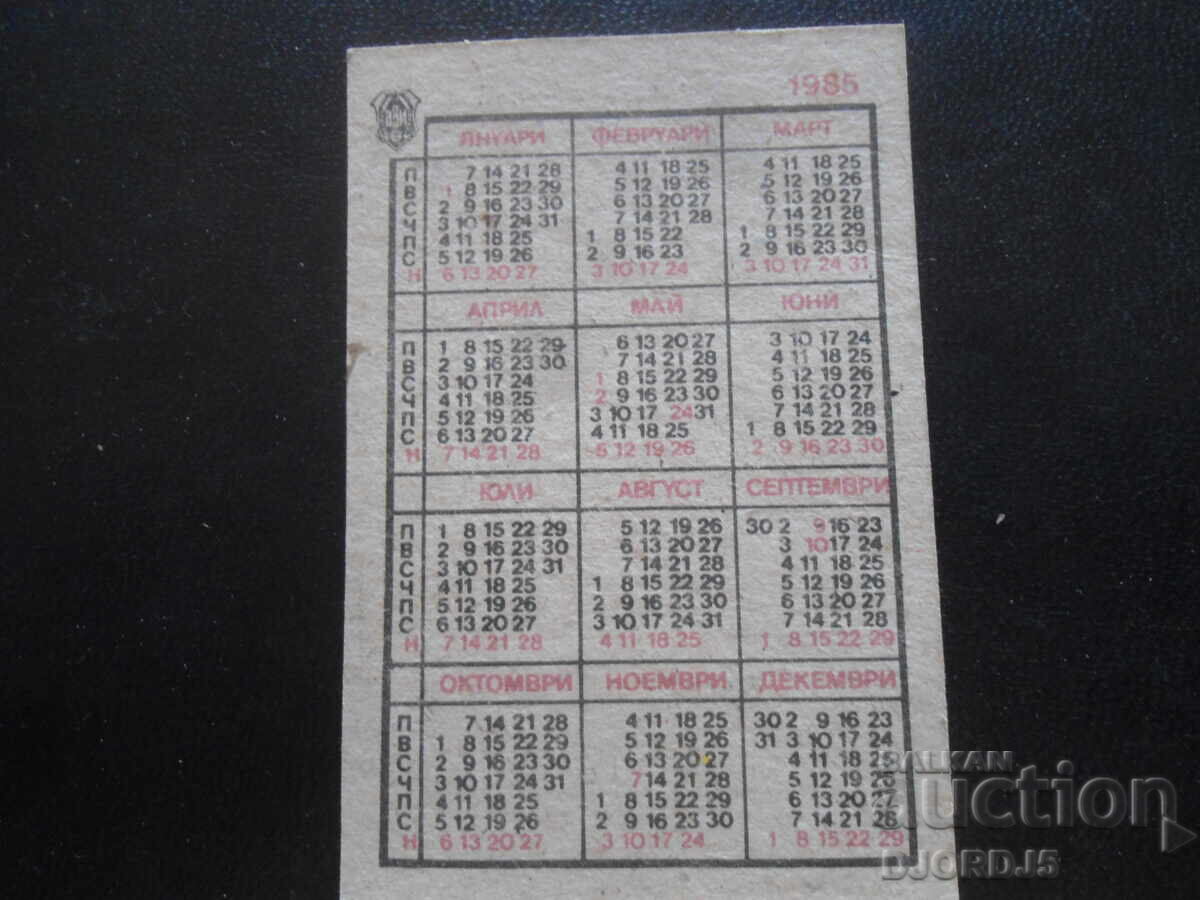 1985
ЯНУАРИ ФЕВРУАРИ МАРТ
П 7 14 21 28 4 11 18 25 4 11 18 25
В 1 8 15 22 29 5 12 19 26 5 12 19 26
С 2 9 16 23 30 6 13 20 27 6 13 20 27
Ч 3 10 17 24 31 7 14 21 28 7 14 21 28
П 4 11 18 25 1 8 15 22 1 8 15 22 29
С 5 12 19 26 2 9 16 23 2 9 16 23 30
Н 6 13 20 27 3 10 17 24 3 10 17 24 31
АПРИЛ МАЙ ЮНИ
П 1 8 15 22 29 6 13 20 27 3 10 17 24
В 2 9 16 23 30 7 14 21 28 4 11 18 25
С 3 10 17 24 1 8 15 22 29 5 12 19 26
Ч 4 11 18 25 2 9 16 23 30 6 13 20 27
П 5 12 19 26 3 10 17 24 31 7 14 21 28
С 6 13 20 27 4 11 18 25 1 8 15 22 29
Н 7 14 21 28 5 12 19 26 2 9 16 23 30
ЮЛИ АВГУСТ СЕПТЕМВРИ
П 1 8 15 22 29 5 12 19 26 30 2 9 16 23
В 2 9 16 23 30 6 13 20 27 3 10 17 24
С 3 10 17 24 31 7 14 21 28 4 11 18 25
Ч 4 11 18 25 1 8 15 22 29 5 12 19 26
П 5 12 19 26 2 9 16 23 30 6 13 20 27
С 6 13 20 27 3 10 17 24 31 7 14 21 28
Н 7 14 21 28 4 11 18 25 1 8 15 22 29
ОКТОМВРИ НОЕМВРИ ДЕКЕМВРИ
П 7 14 21 28 4 11 18 25 30 2 9 16 23
В 1 8 15 22 29 5 12 19 26 31 3 10 17 24
С 2 9 16 23 30 6 13 20 27 4 11 18 25
Ч 3 10 17 24 31 7 14 21 28 5 12 19 26
П 4 11 18 25 1 8 15 22 29 6 13 20 27
С 5 12 19 26 2 9 16 23 30 7 14 21 28
Н 6 13 20 27 3 10 17 24 1 8 15 22 29
BALKAN
auction
DJORDJ5